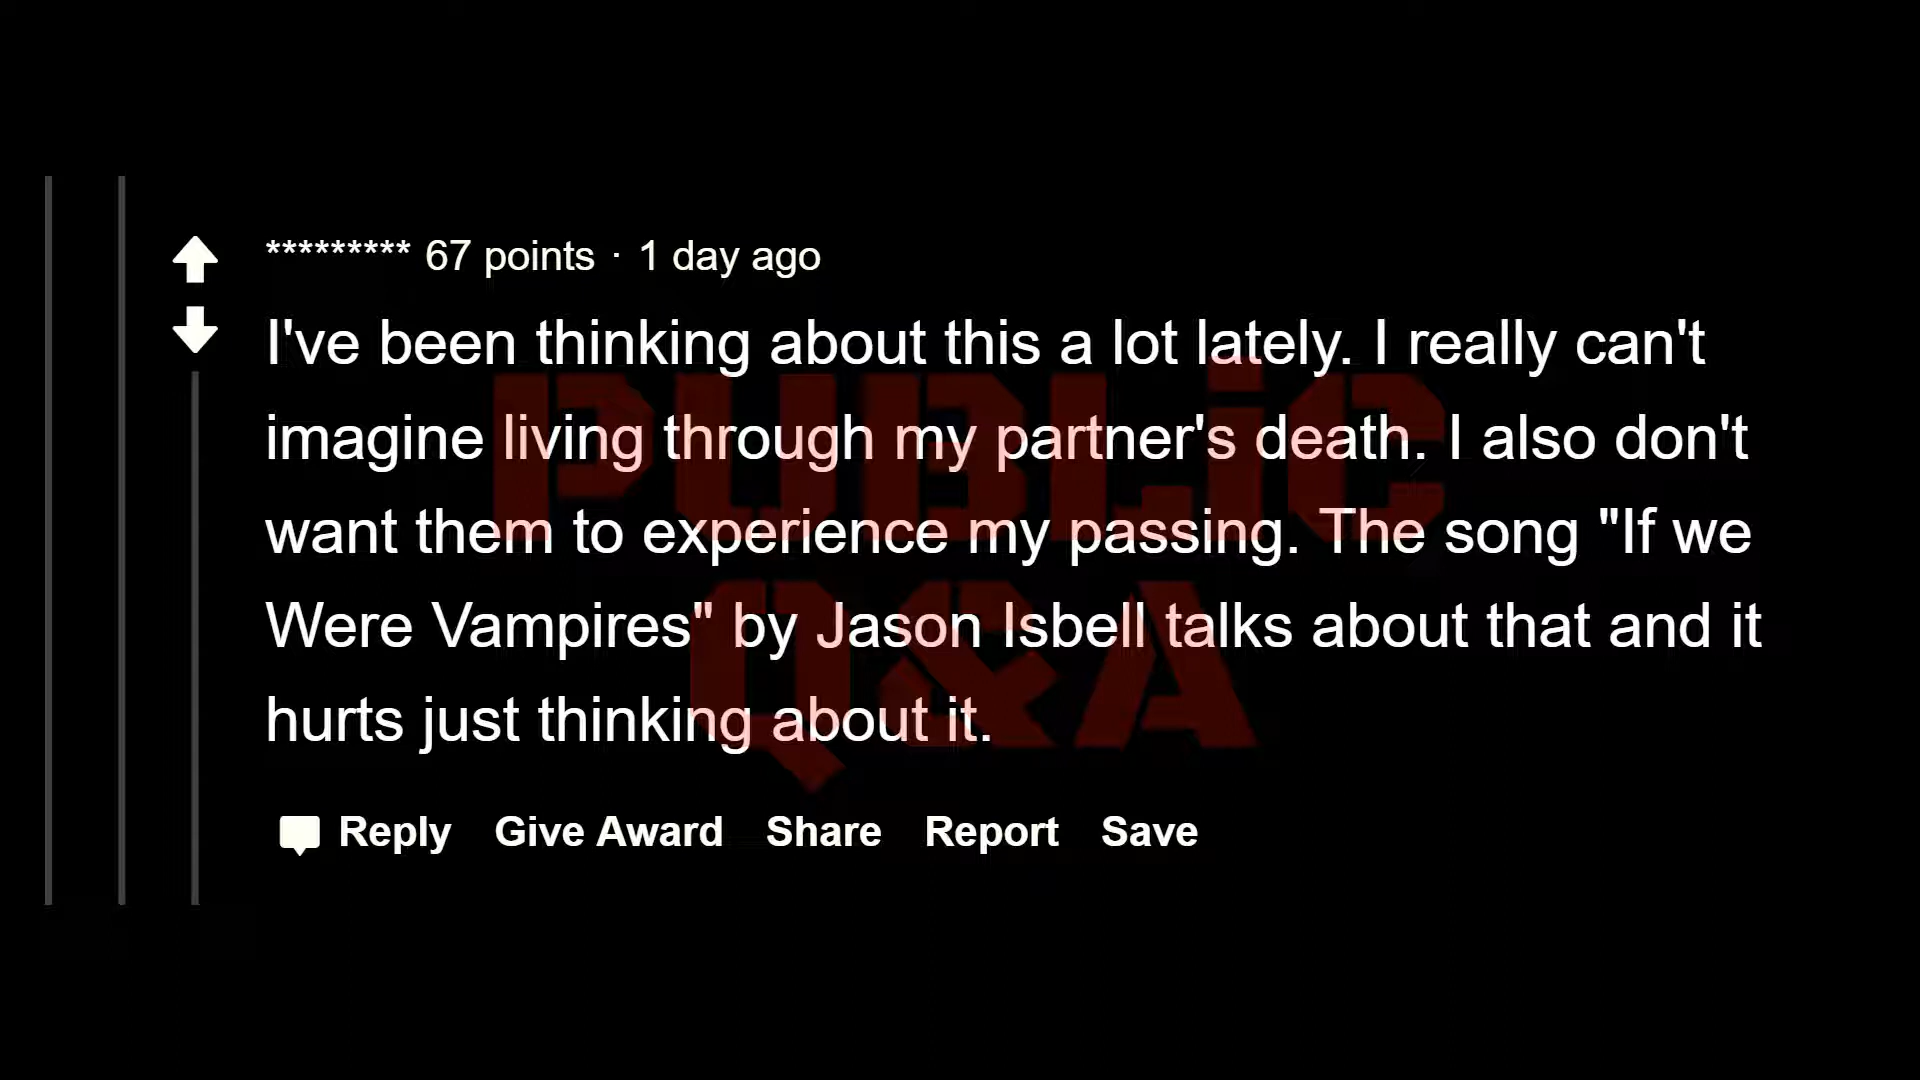 ********* 67 points · 1 day ago
I've been thinking about this a lot lately. I really can't
imagine living through my partner's death. I also don't
want them to experience my passing. The song "If we
Were Vampires" by Jason Isbell talks about that and it
hurts just thinking about it.
PUBLiC
Q&A
Reply Give Award Share Report Save